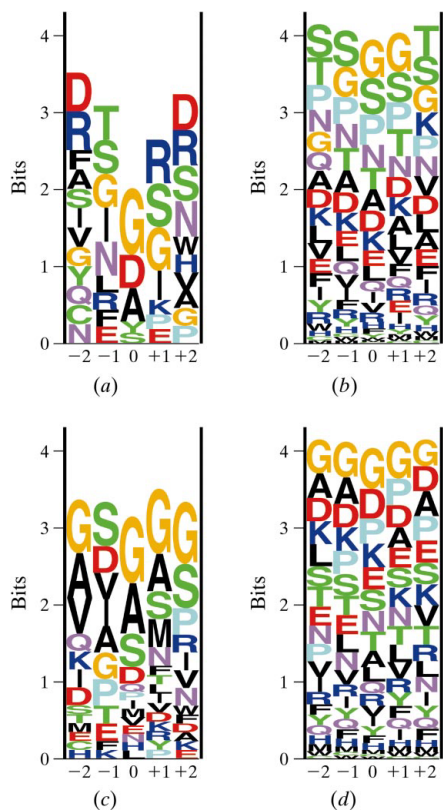 4
3
2
1
0
Bits
D R F A S I V G Y Q C N
T S G I N L R F E
G D A Y S
R S G I K P E
D R S N W H
A G P
−2 −1 0 +1 +2
(a)
4
3
2
1
0
Bits
S T P N G Q A D K L V E F I Y R
S G P N T A D K E L Q
G S P N T A D K E L Q I
G S P T N D K A L V E
T S G K P N V D L A E F I Q
−2 −1 0 +1 +2
(b)
4
3
2
1
0
Bits
G A V Q K I D S T M E C H
S D Y A G P T E
G A S D Q P I
G A S M N
G S P R I V N W F D A K E
−2 −1 0 +1 +2
(c)
4
3
2
1
0
Bits
G A D K L S T E N P Y V R I F Q H
G A D K P S T E L N V R I Y
G D P K E S N T A L Q R I
G P D A E S K N T L V R I Y
G D A P E S K V T L N R I F
−2 −1 0 +1 +2
(d)